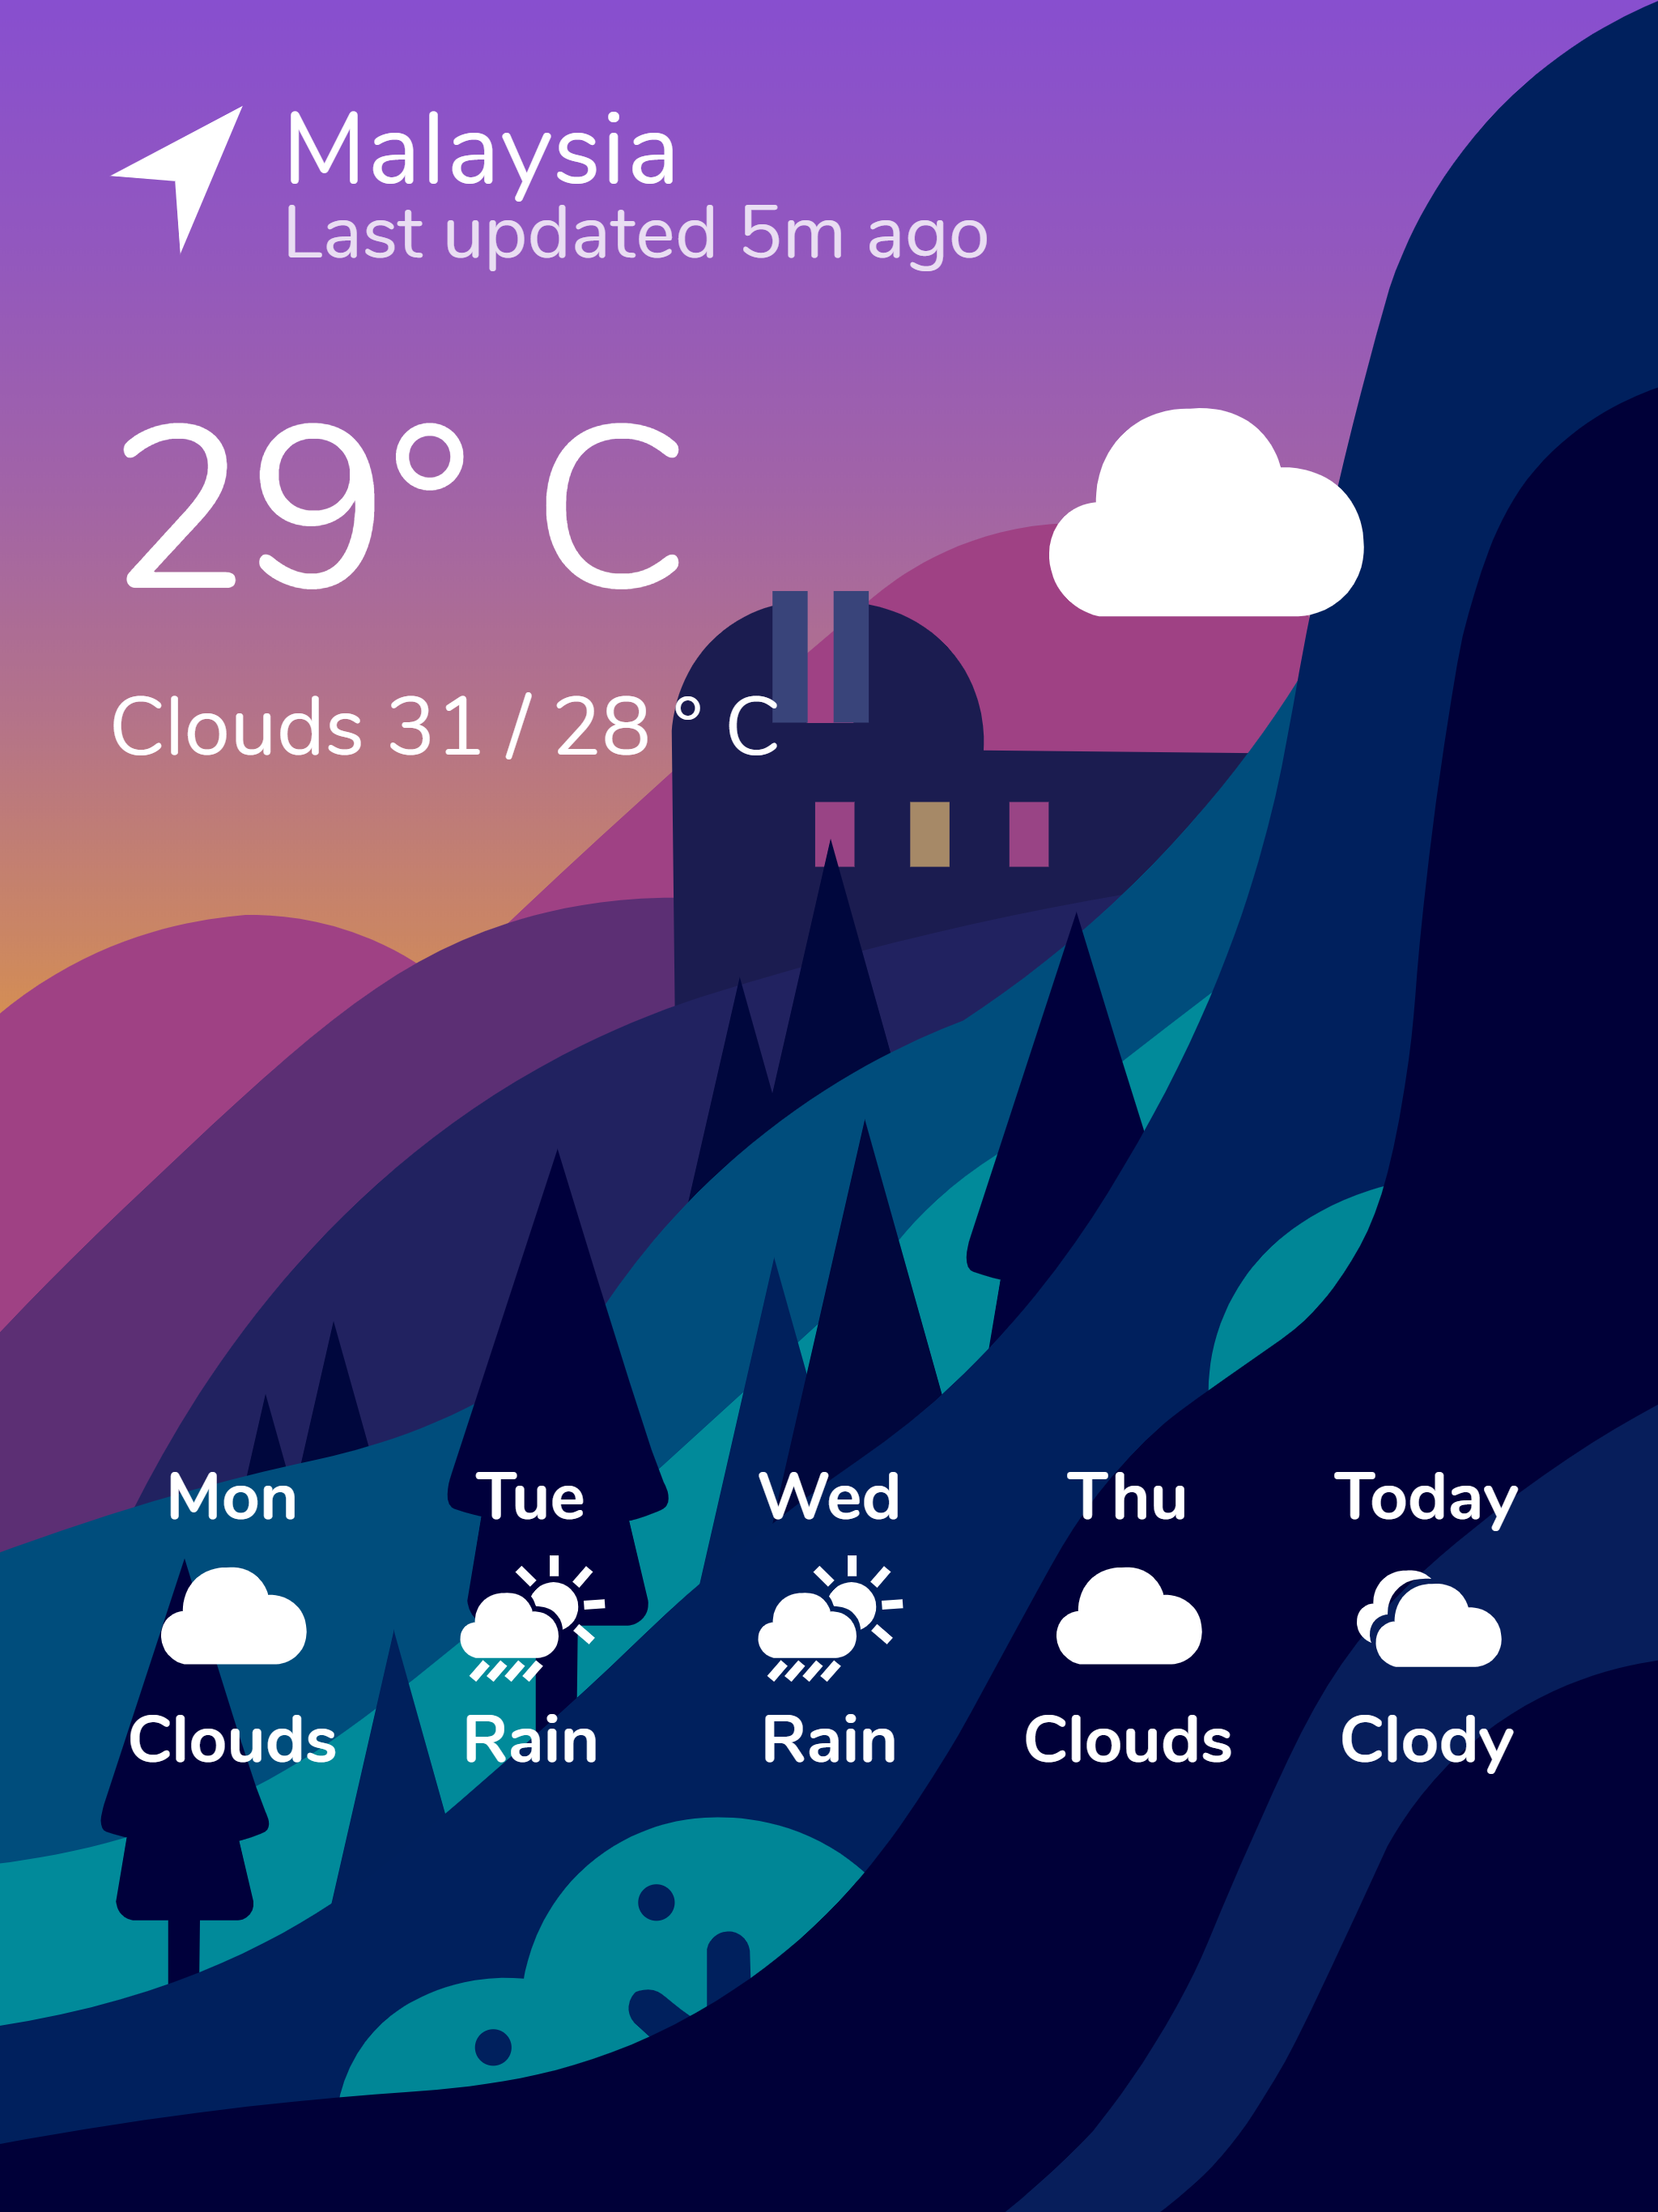 Malaysia
Last updated 5m ago
29° C
Clouds 31 / 28 ° C
Mon Tue Wed Thu Today
Clouds Rain Rain Clouds Clody